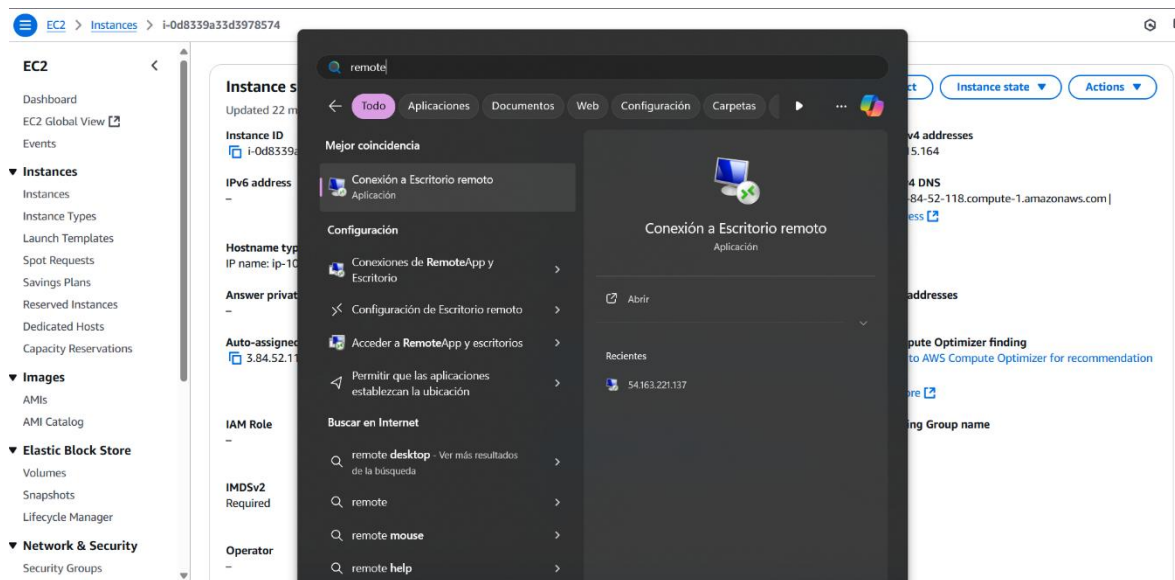 EC2 > Instances > i-0d8339a33d3978574
EC2
Dashboard
EC2 Global View
Events
Instances
Instances
Instance Types
Launch Templates
Spot Requests
Savings Plans
Reserved Instances
Dedicated Hosts
Capacity Reservations
Images
AMIs
AMI Catalog
Elastic Block Store
Volumes
Snapshots
Lifecycle Manager
Network & Security
Security Groups
Instance s
Updated 22 m
Instance ID
i-0d8339a
IPv6 address
–
Hostname typ
IP name: ip-10
Answer privat
–
Auto-assigned
3.84.52.11
IAM Role
–
IMDSv2
Required
Operator
–
remote
Todo Aplicaciones Documentos Web Configuración Carpetas ...
Mejor coincidencia
Conexión a Escritorio remoto
Aplicación
Configuración
Conexiones de RemoteApp y
Escritorio
Configuración de Escritorio remoto
Acceder a RemoteApp y escritorios
Permitir que las aplicaciones
establezcan la ubicación
Buscar en Internet
remote desktop - Ver más resultados
de la búsqueda
remote
remote mouse
remote help
Conexión a Escritorio remoto
Aplicación
Abrir
Recientes
54.163.221.137
ct Instance state Actions
v4 addresses
15.164
v4 DNS
-84-52-118.compute-1.amazonaws.com |
ess
addresses
pute Optimizer finding
to AWS Compute Optimizer for recommendation
ore
ing Group name